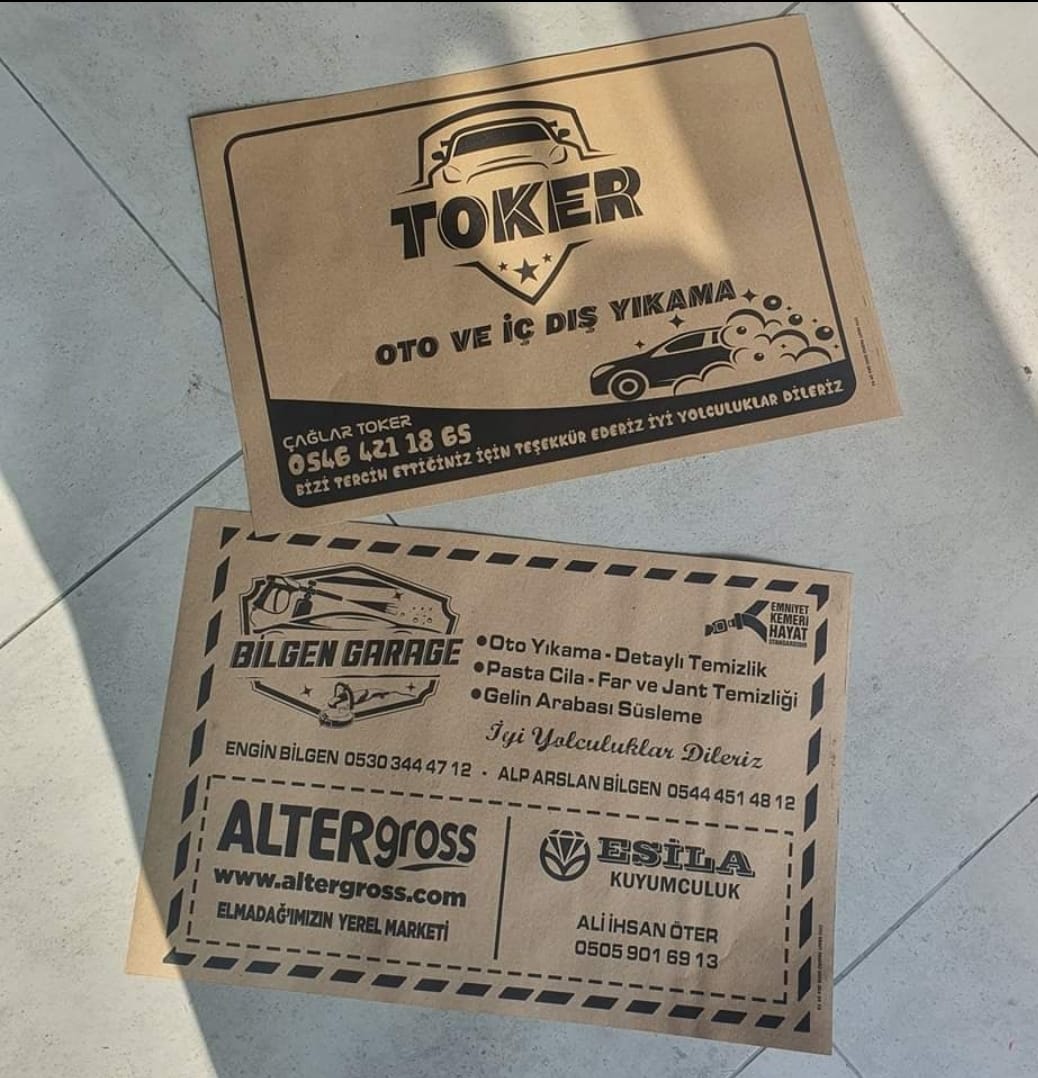 TOKER
OTO VE İÇ DIŞ YIKAMA
ÇAĞLAR TOKER
0546 421 18 65
BİZİ TERCİH ETTİĞİNİZ İÇİN TEŞEKKÜR EDERİZ İYİ YOLCULUKLAR DİLERİZ
BİLGEN GARAGE
EMNİYET
KEMERİ
HAYAT
STANDARDIDIR
•Oto Yıkama - Detaylı Temizlik
•Pasta Cila - Far ve Jant Temizliği
•Gelin Arabası Süsleme
İyi Yolculuklar Dileriz
ENGİN BİLGEN 0530 344 47 12 - ALP ARSLAN BİLGEN 0544 451 48 12
ALTERgross
www.altergross.com
ELMADAĞ'IMIZIN YEREL MARKETİ
ESİLA
KUYUMCULUK
ALİ İHSAN ÖTER
0505 901 69 13